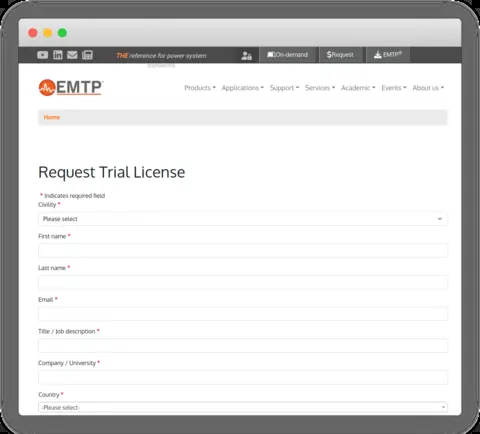 THE reference for power system
On-demand
$Request
EMTP®
EMTP
Products
Applications
Support
Services
Academic
Events
About us
Home
Request Trial License
* Indicates required field
Civility *
Please select
First name *
Last name *
Email *
Title / Job description *
Company / University *
Country *
-Please select-